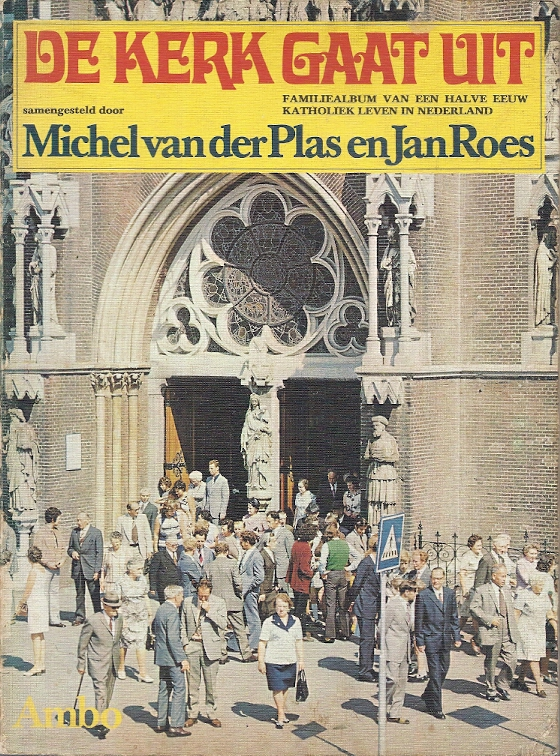 DE KERK GAAT UIT
FAMILIEALBUM VAN EEN HALVE EEUW
samengesteld door
KATHOLIEK LEVEN IN NEDERLAND
Michel van der Plas en Jan Roes
Ambo